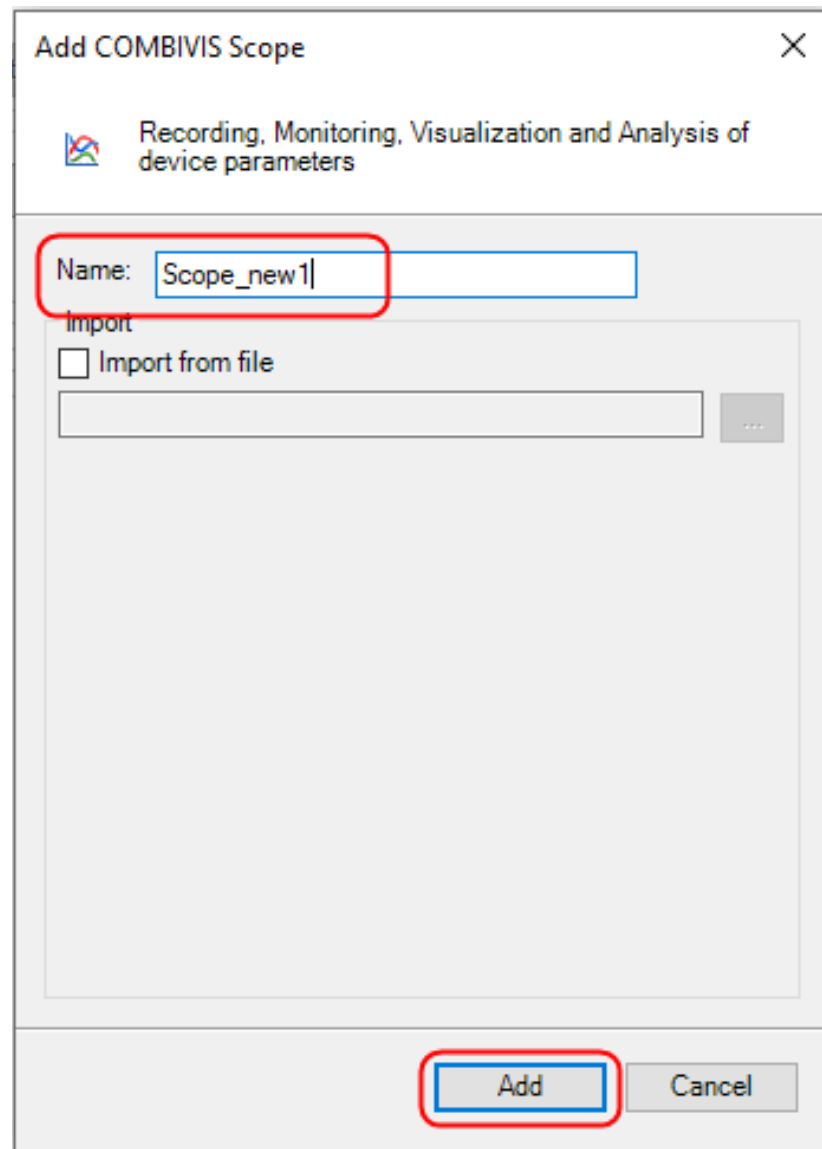 Add COMBIVIS Scope
Recording, Monitoring, Visualization and Analysis of
device parameters
Name: Scope_new1
Import
Import from file
...
Add Cancel